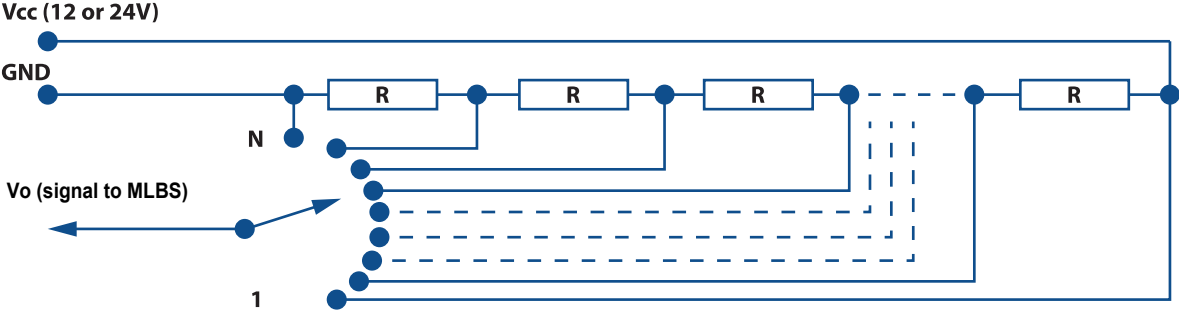 Vcc (12 or 24V)
GND
R
R
R
R
N
Vo (signal to MLBS)
1